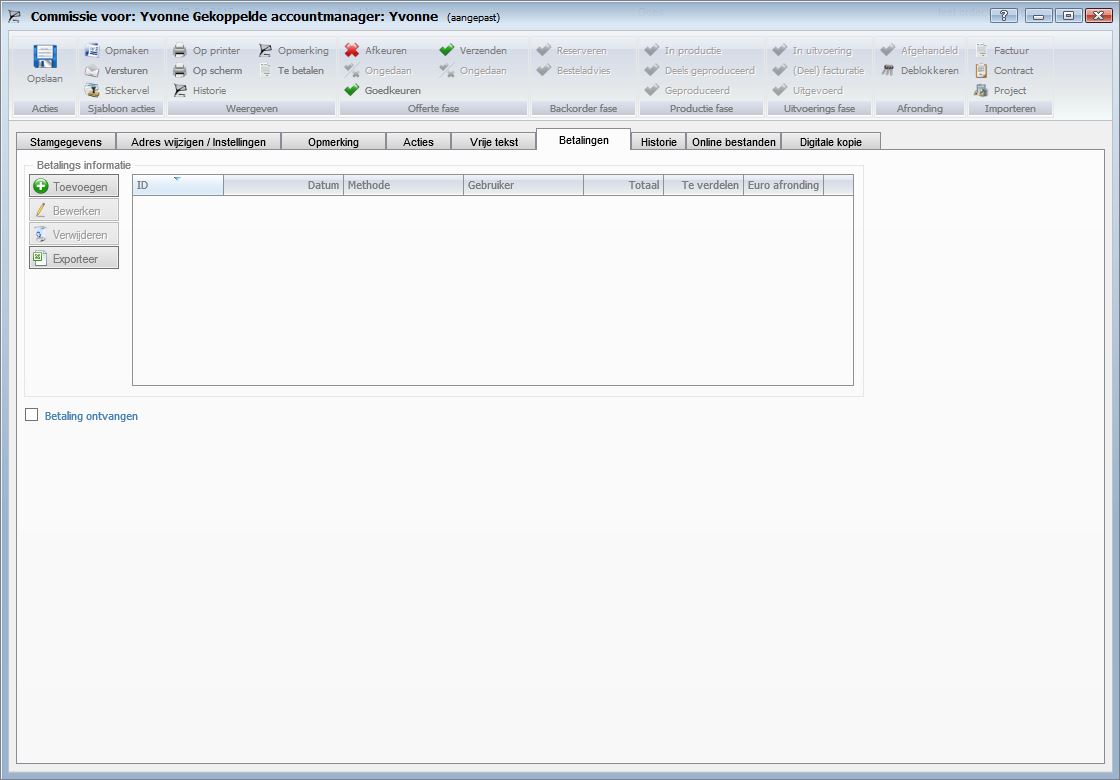 Commissie voor: Yvonne Gekoppelde accountmanager: Yvonne (aangepast)
Opslaan
Acties
Opmaken
Versturen
Stickervel
Sjabloon acties
Op printer
Op scherm
Historie
Opmerking
Te betalen
Weergeven
Afkeuren
Ongedaan
Goedkeuren
Verzenden
Ongedaan
Offerte fase
Reserveren
Besteladvies
Backorder fase
In productie
Deels geproduceerd
Geproduceerd
Productie fase
In uitvoering
(Deel) facturatie
Uitgevoerd
Uitvoerings fase
Afgehandeld
Deblokkeren
Afronding
Factuur
Contract
Project
Importeren
Stamgegevens Adres wijzigen / Instellingen Opmerking Acties Vrije tekst Betalingen Historie Online bestanden Digitale kopie
Betalings informatie
Toevoegen
Bewerken
Verwijderen
Exporteer
ID Datum Methode Gebruiker Totaal Te verdelen Euro afronding
Betaling ontvangen